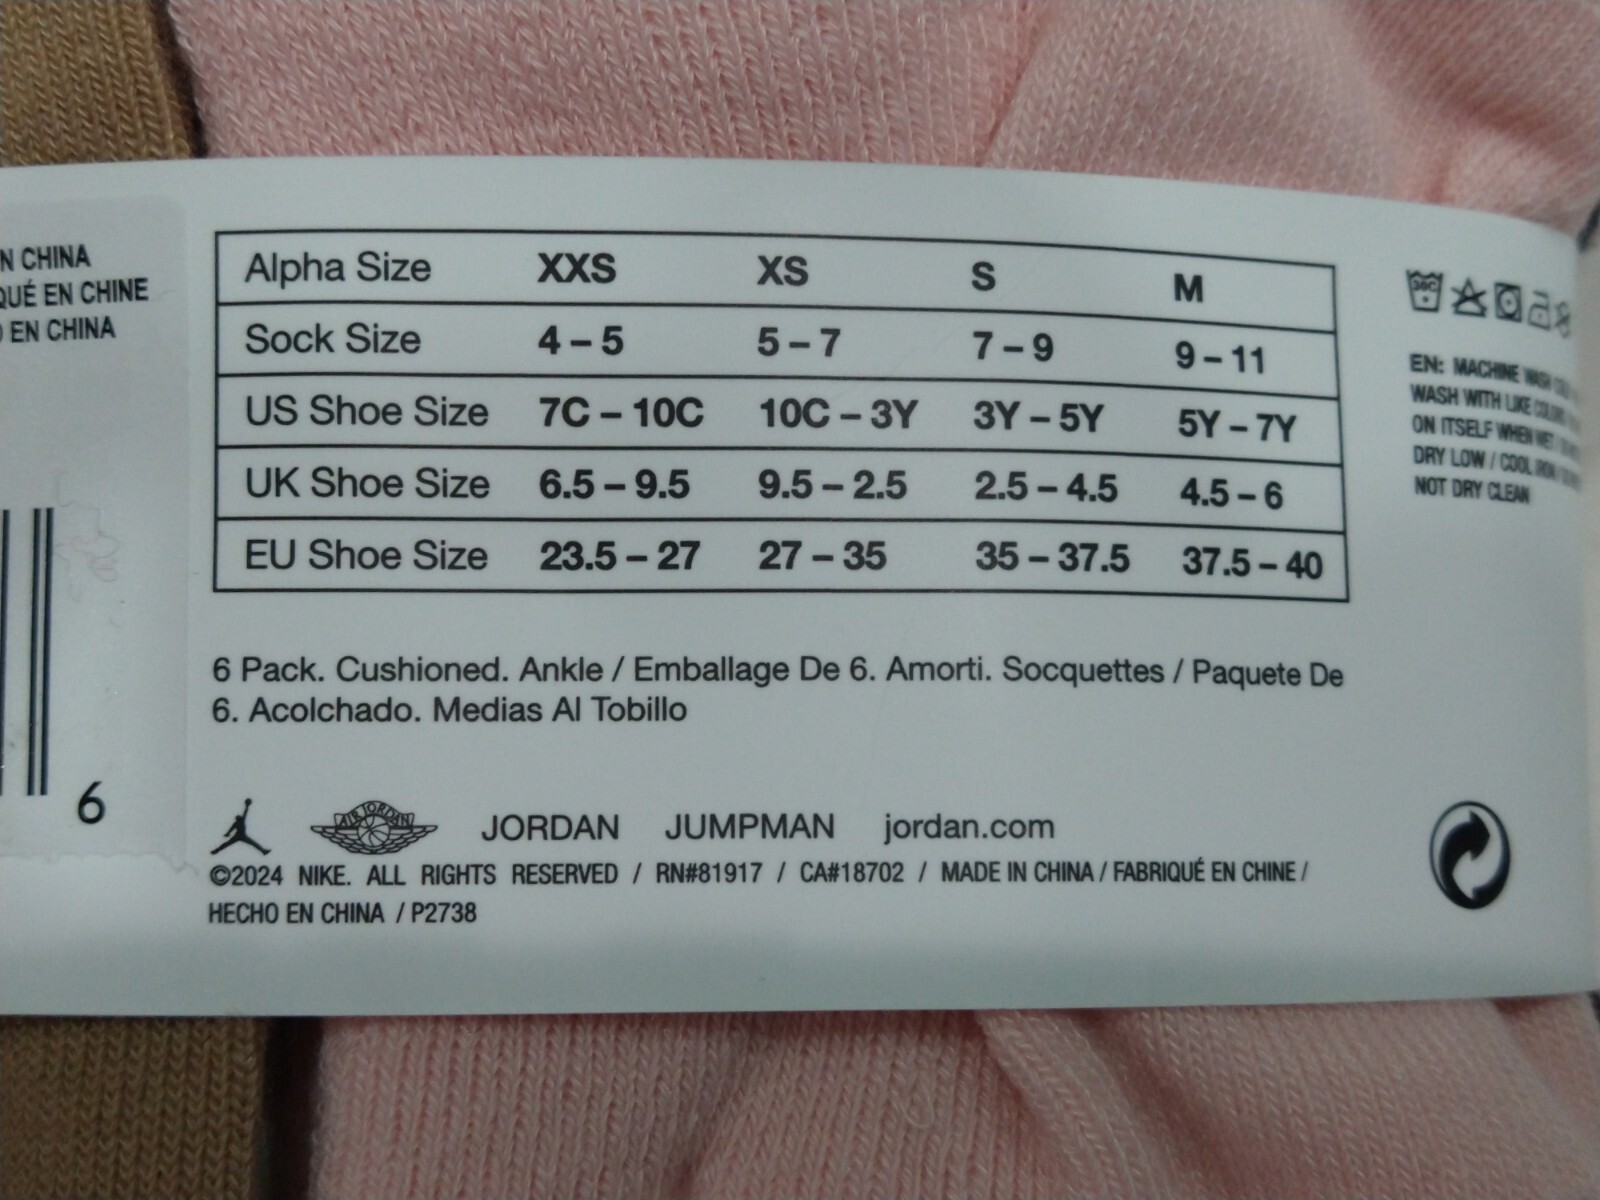 N CHINA
QUÉ EN CHINE
O EN CHINA
6
Alpha Size XXS XS S M
Sock Size 4 – 5 5 – 7 7 – 9 9 – 11
US Shoe Size 7C – 10C 10C – 3Y 3Y – 5Y 5Y – 7Y
UK Shoe Size 6.5 – 9.5 9.5 – 2.5 2.5 – 4.5 4.5 – 6
EU Shoe Size 23.5 – 27 27 – 35 35 – 37.5 37.5 – 40
6 Pack. Cushioned. Ankle / Emballage De 6. Amorti. Socquettes / Paquete De
6. Acolchado. Medias Al Tobillo
AIR JORDAN JORDAN JUMPMAN jordan.com
©2024 NIKE. ALL RIGHTS RESERVED / RN#81917 / CA#18702 / MADE IN CHINA / FABRIQUÉ EN CHINE /
HECHO EN CHINA / P2738
30C
EN: MACHINE WASH
WASH WITH LIKE COLORS
ON ITSELF WHEN WET
DRY LOW / COOL IRON
NOT DRY CLEAN